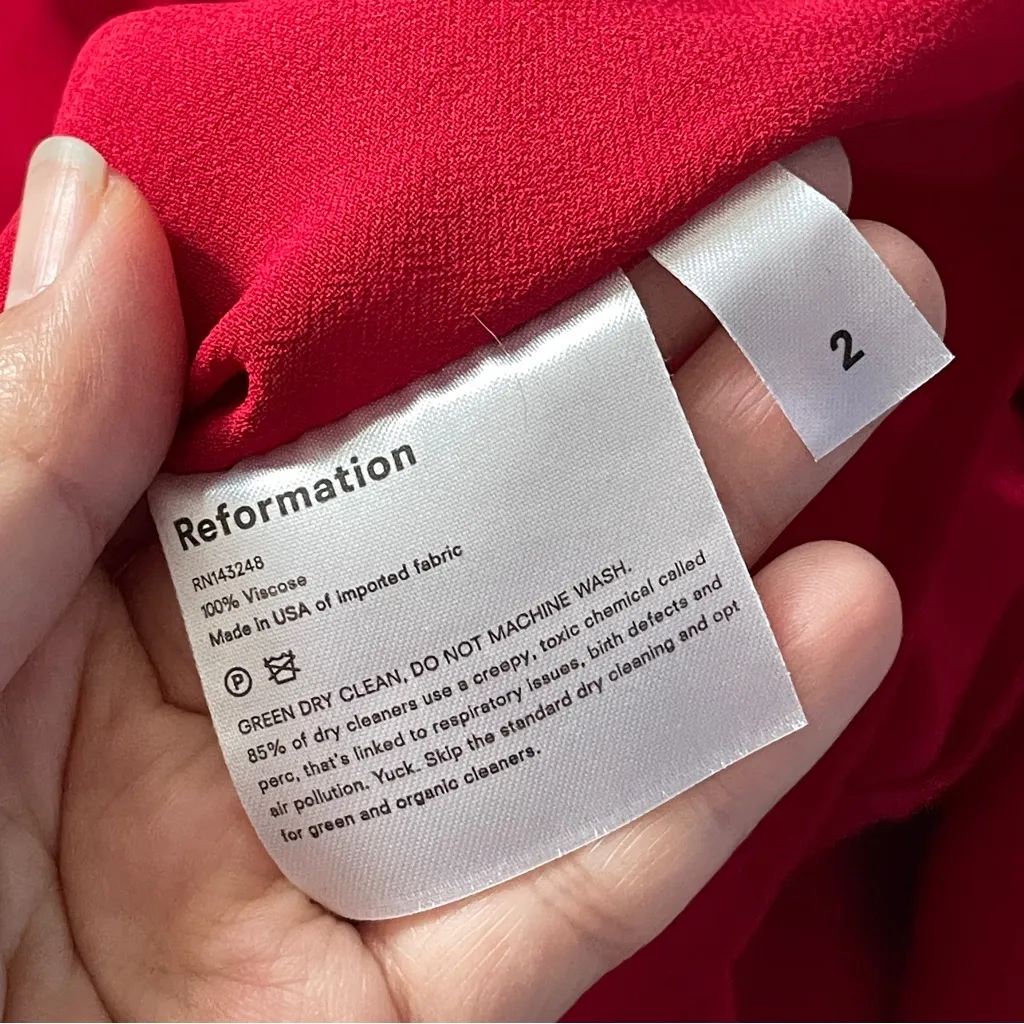 Reformation
RN143248
100% Viscose
Made in USA of imported fabric
P
GREEN DRY CLEAN, DO NOT MACHINE WASH.
85% of dry cleaners use a creepy, toxic chemical called
perc, that's linked to respiratory issues, birth defects and
air pollution. Yuck. Skip the standard dry cleaning and opt
for green and organic cleaners.
2